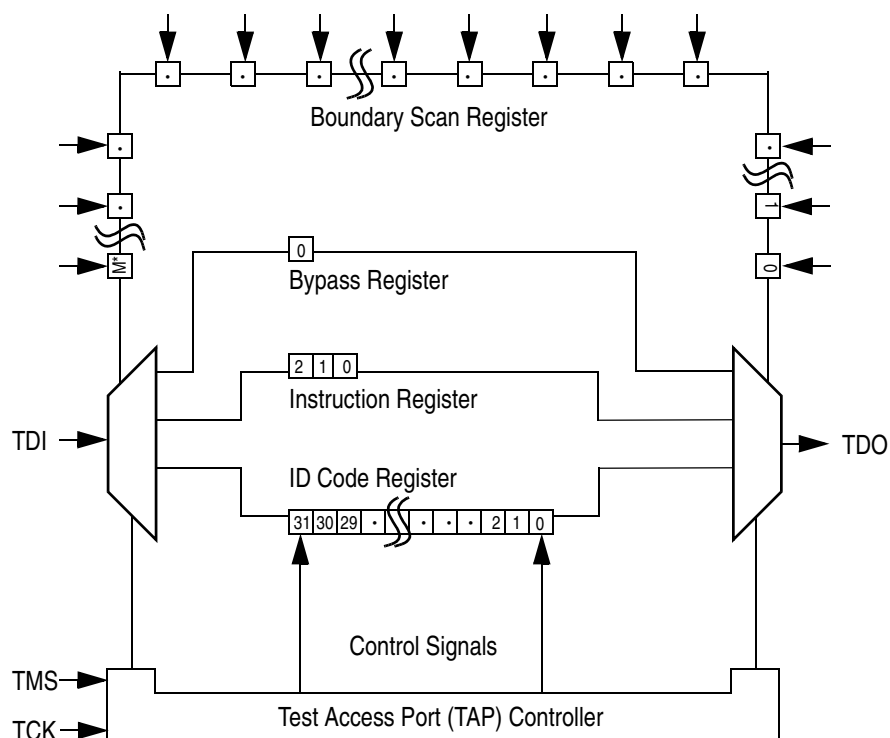 · · · · · · · ·
Boundary Scan Register
· ·
· 1
M* 0
0
Bypass Register
2 1 0
Instruction Register
TDI TDO
ID Code Register
31 30 29 · · · · 2 1 0
Control Signals
TMS
Test Access Port (TAP) Controller
TCK